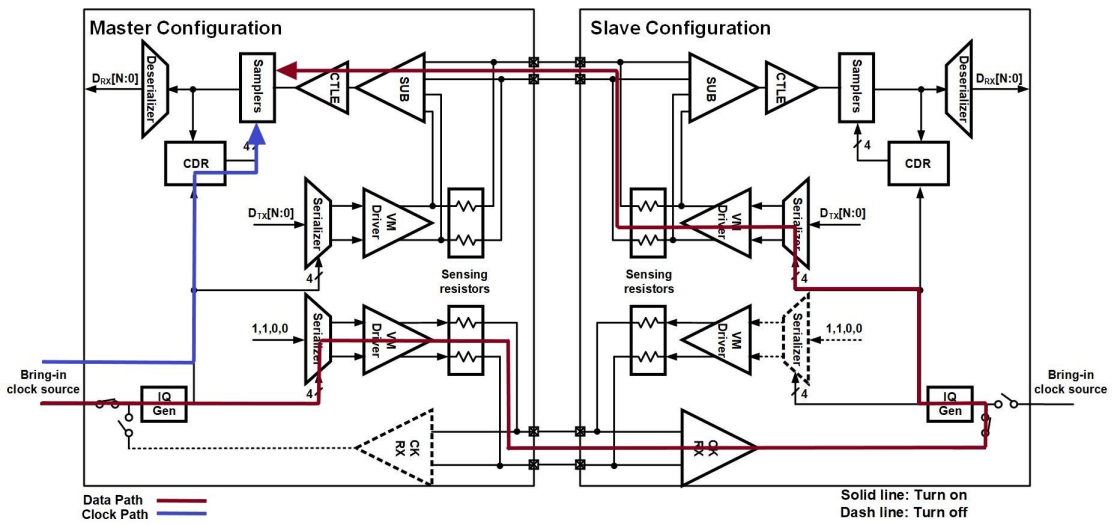 Master Configuration
Slave Configuration
Deserializer
DRX[N:0]
Samplers
CTLE
SUB
4
CDR
DTX[N:0]
Serializer
VM
Driver
4
Sensing
resistors
1,1,0,0
Serializer
VM
Driver
4
Bring-in
clock source
IQ
Gen
CK
RX
SUB
CTLE
Samplers
Deserializer
DRX[N:0]
4
CDR
VM
Driver
Serializer
DTX[N:0]
4
Sensing
resistors
VM
Driver
Serializer
1,1,0,0
4
IQ
Gen
Bring-in
clock source
CK
RX
Data Path
Clock Path
Solid line: Turn on
Dash line: Turn off